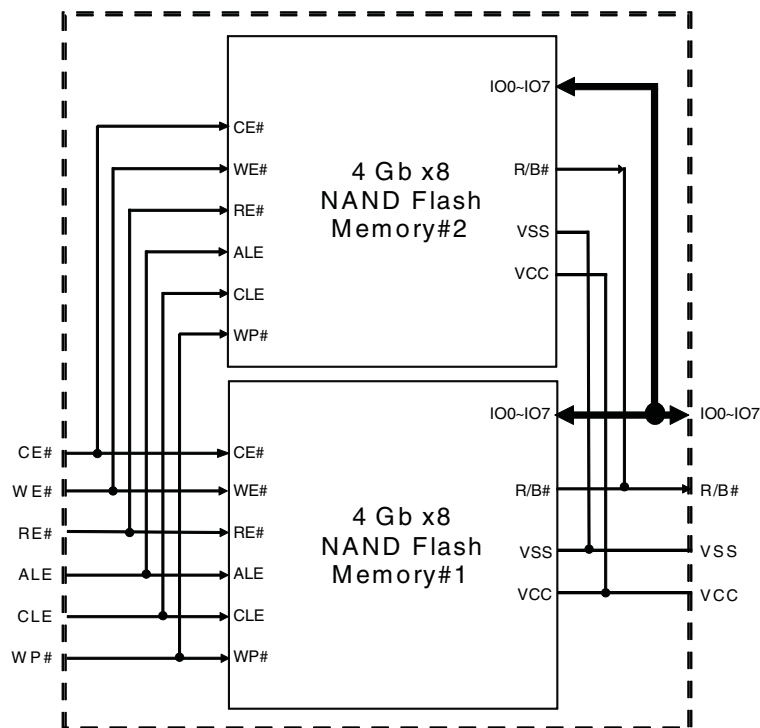 IO0~IO7
CE#
WE#
R/B#
4 Gb x8
NAND Flash
Memory#2
RE#
VSS
ALE
VCC
CLE
WP#
IO0~IO7
IO0~IO7
CE#
CE#
WE#
WE#
R/B#
R/B#
4 Gb x8
NAND Flash
Memory#1
RE#
RE#
VSS
VSS
ALE
ALE
VCC
VCC
CLE
CLE
WP#
WP#